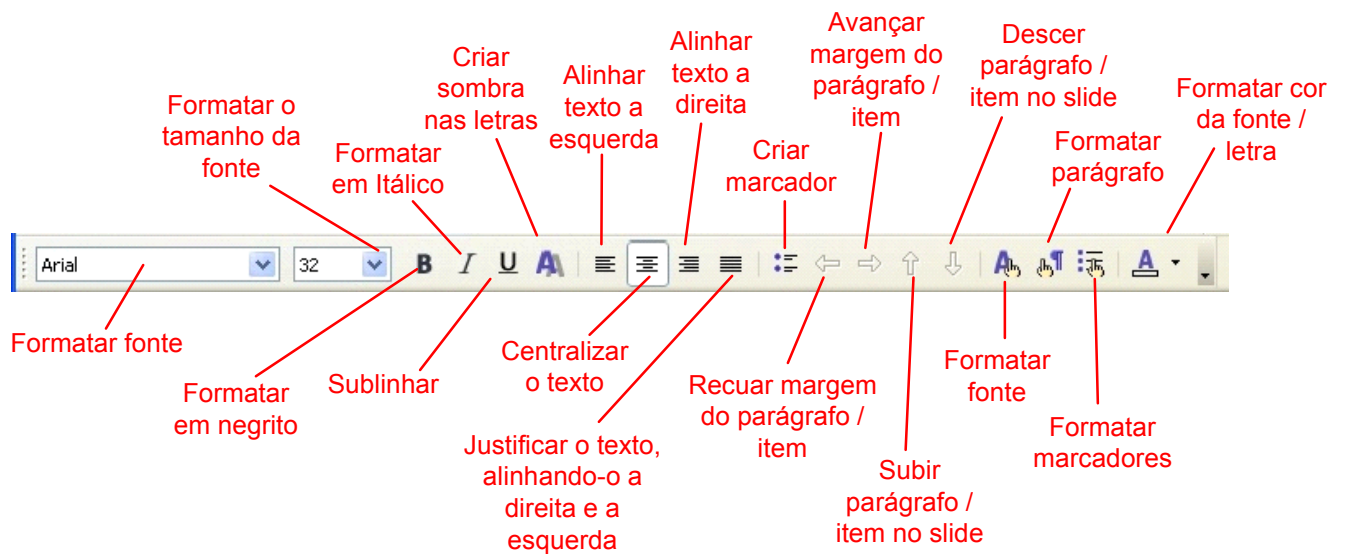 Formatar o
tamanho da
fonte
Formatar
em Itálico
Criar
sombra
nas letras
Alinhar
texto a
esquerda
Alinhar
texto a
direita
Criar
marcador
Avançar
margem do
parágrafo /
item
Descer
parágrafo /
item no slide
Formatar
parágrafo
Formatar cor
da fonte /
letra
Arial
32
B
I
U
A
A
A
Formatar fonte
Formatar
em negrito
Sublinhar
Centralizar
o texto
Justificar o texto,
alinhando-o a
direita e a
esquerda
Recuar margem
do parágrafo /
item
Subir
parágrafo /
item no slide
Formatar
fonte
Formatar
marcadores